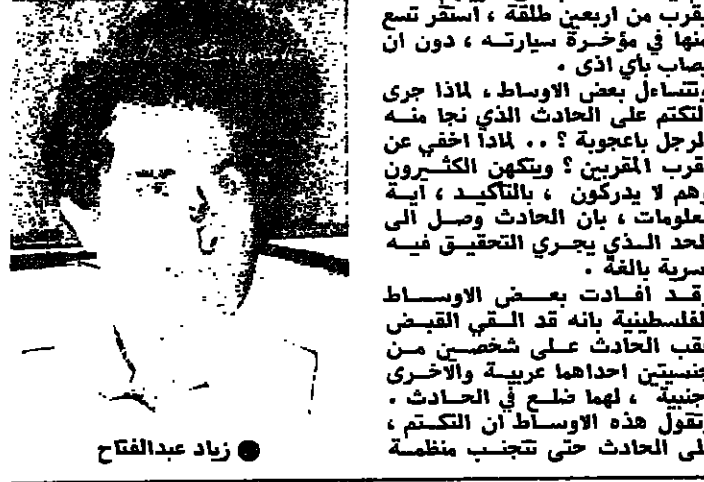 يقرب من اربعين طلقة ، استقر تسع
منها في مؤخرة سيارته ، دون ان
يصاب بأي اذى .
وتتساءل بعض الاوساط ، لماذا جرى
التكتم على الحادث الذي نجا منه
الرجل باعجوبة ؟ .. لماذا اخفي عن
اقرب المقربين ؟ ويتكهن الكثيرون
وهم لا يدركون ، بالتأكيد ، اية
معلومات ، بان الحادث وصل الى
الحد الذي يجري التحقيق فيه
بسرية بالغة .
وقد افادت بعض الاوساط
الفلسطينية بانه قد القي القبض
عقب الحادث على شخصين من
جنسيتين احداهما عربية والاخرى
اجنبية ، لهما ضلع في الحادث .
وتقول هذه الاوساط ان التكتم ،
على الحادث حتى تتجنب منظمة
زياد عبدالفتاح